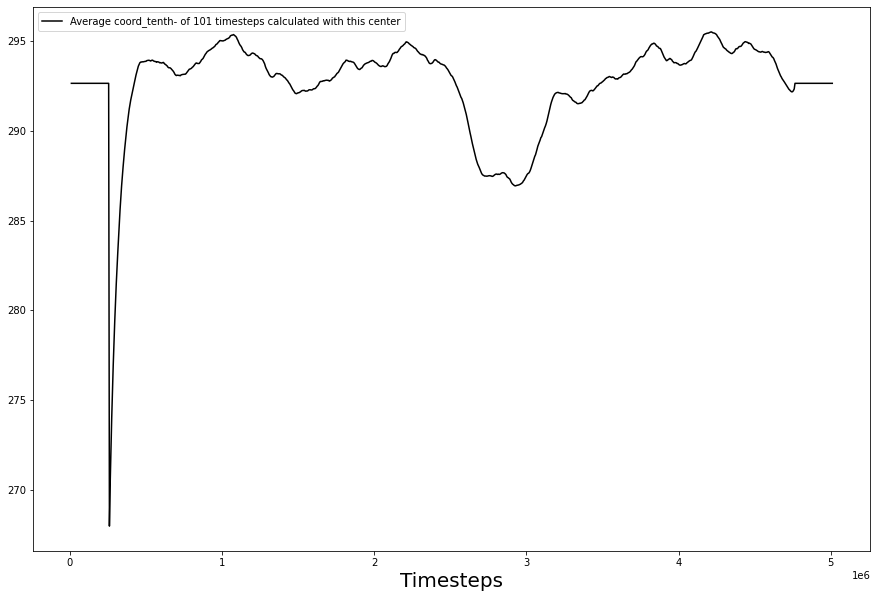 Average coord_tenth- of 101 timesteps calculated with this center
295
290
285
280
275
270
0 1 2 3 4 5
1e6
Timesteps